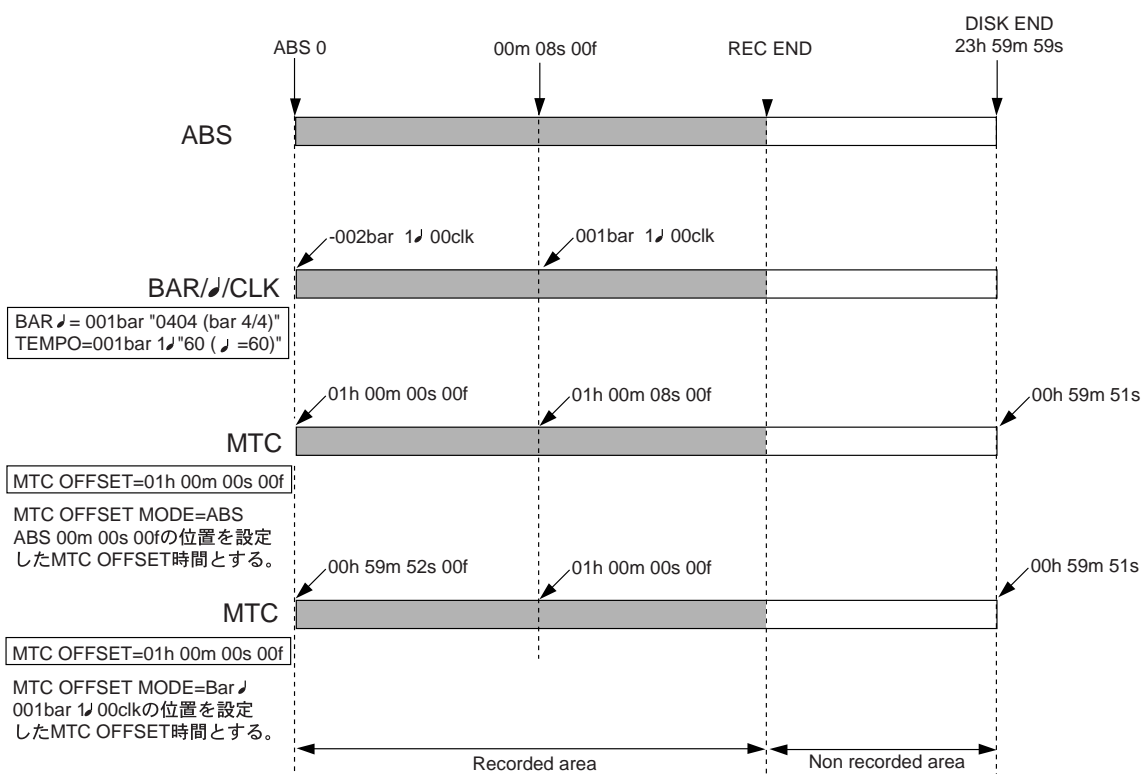 DISK END
ABS 0 00m 08s 00f REC END 23h 59m 59s
ABS
-002bar 1♩ 00clk 001bar 1♩ 00clk
BAR/♩/CLK
BAR♩= 001bar "0404 (bar 4/4)"
TEMPO=001bar 1♩"60 ( ♩ =60)"
01h 00m 00s 00f 01h 00m 08s 00f 00h 59m 51s
MTC
MTC OFFSET=01h 00m 00s 00f
MTC OFFSET MODE=ABS
ABS 00m 00s 00fの位置を設定
したMTC OFFSET時間とする。
00h 59m 52s 00f 01h 00m 00s 00f 00h 59m 51s
MTC
MTC OFFSET=01h 00m 00s 00f
MTC OFFSET MODE=Bar♩
001bar 1♩ 00clkの位置を設定
したMTC OFFSET時間とする。
Recorded area Non recorded area